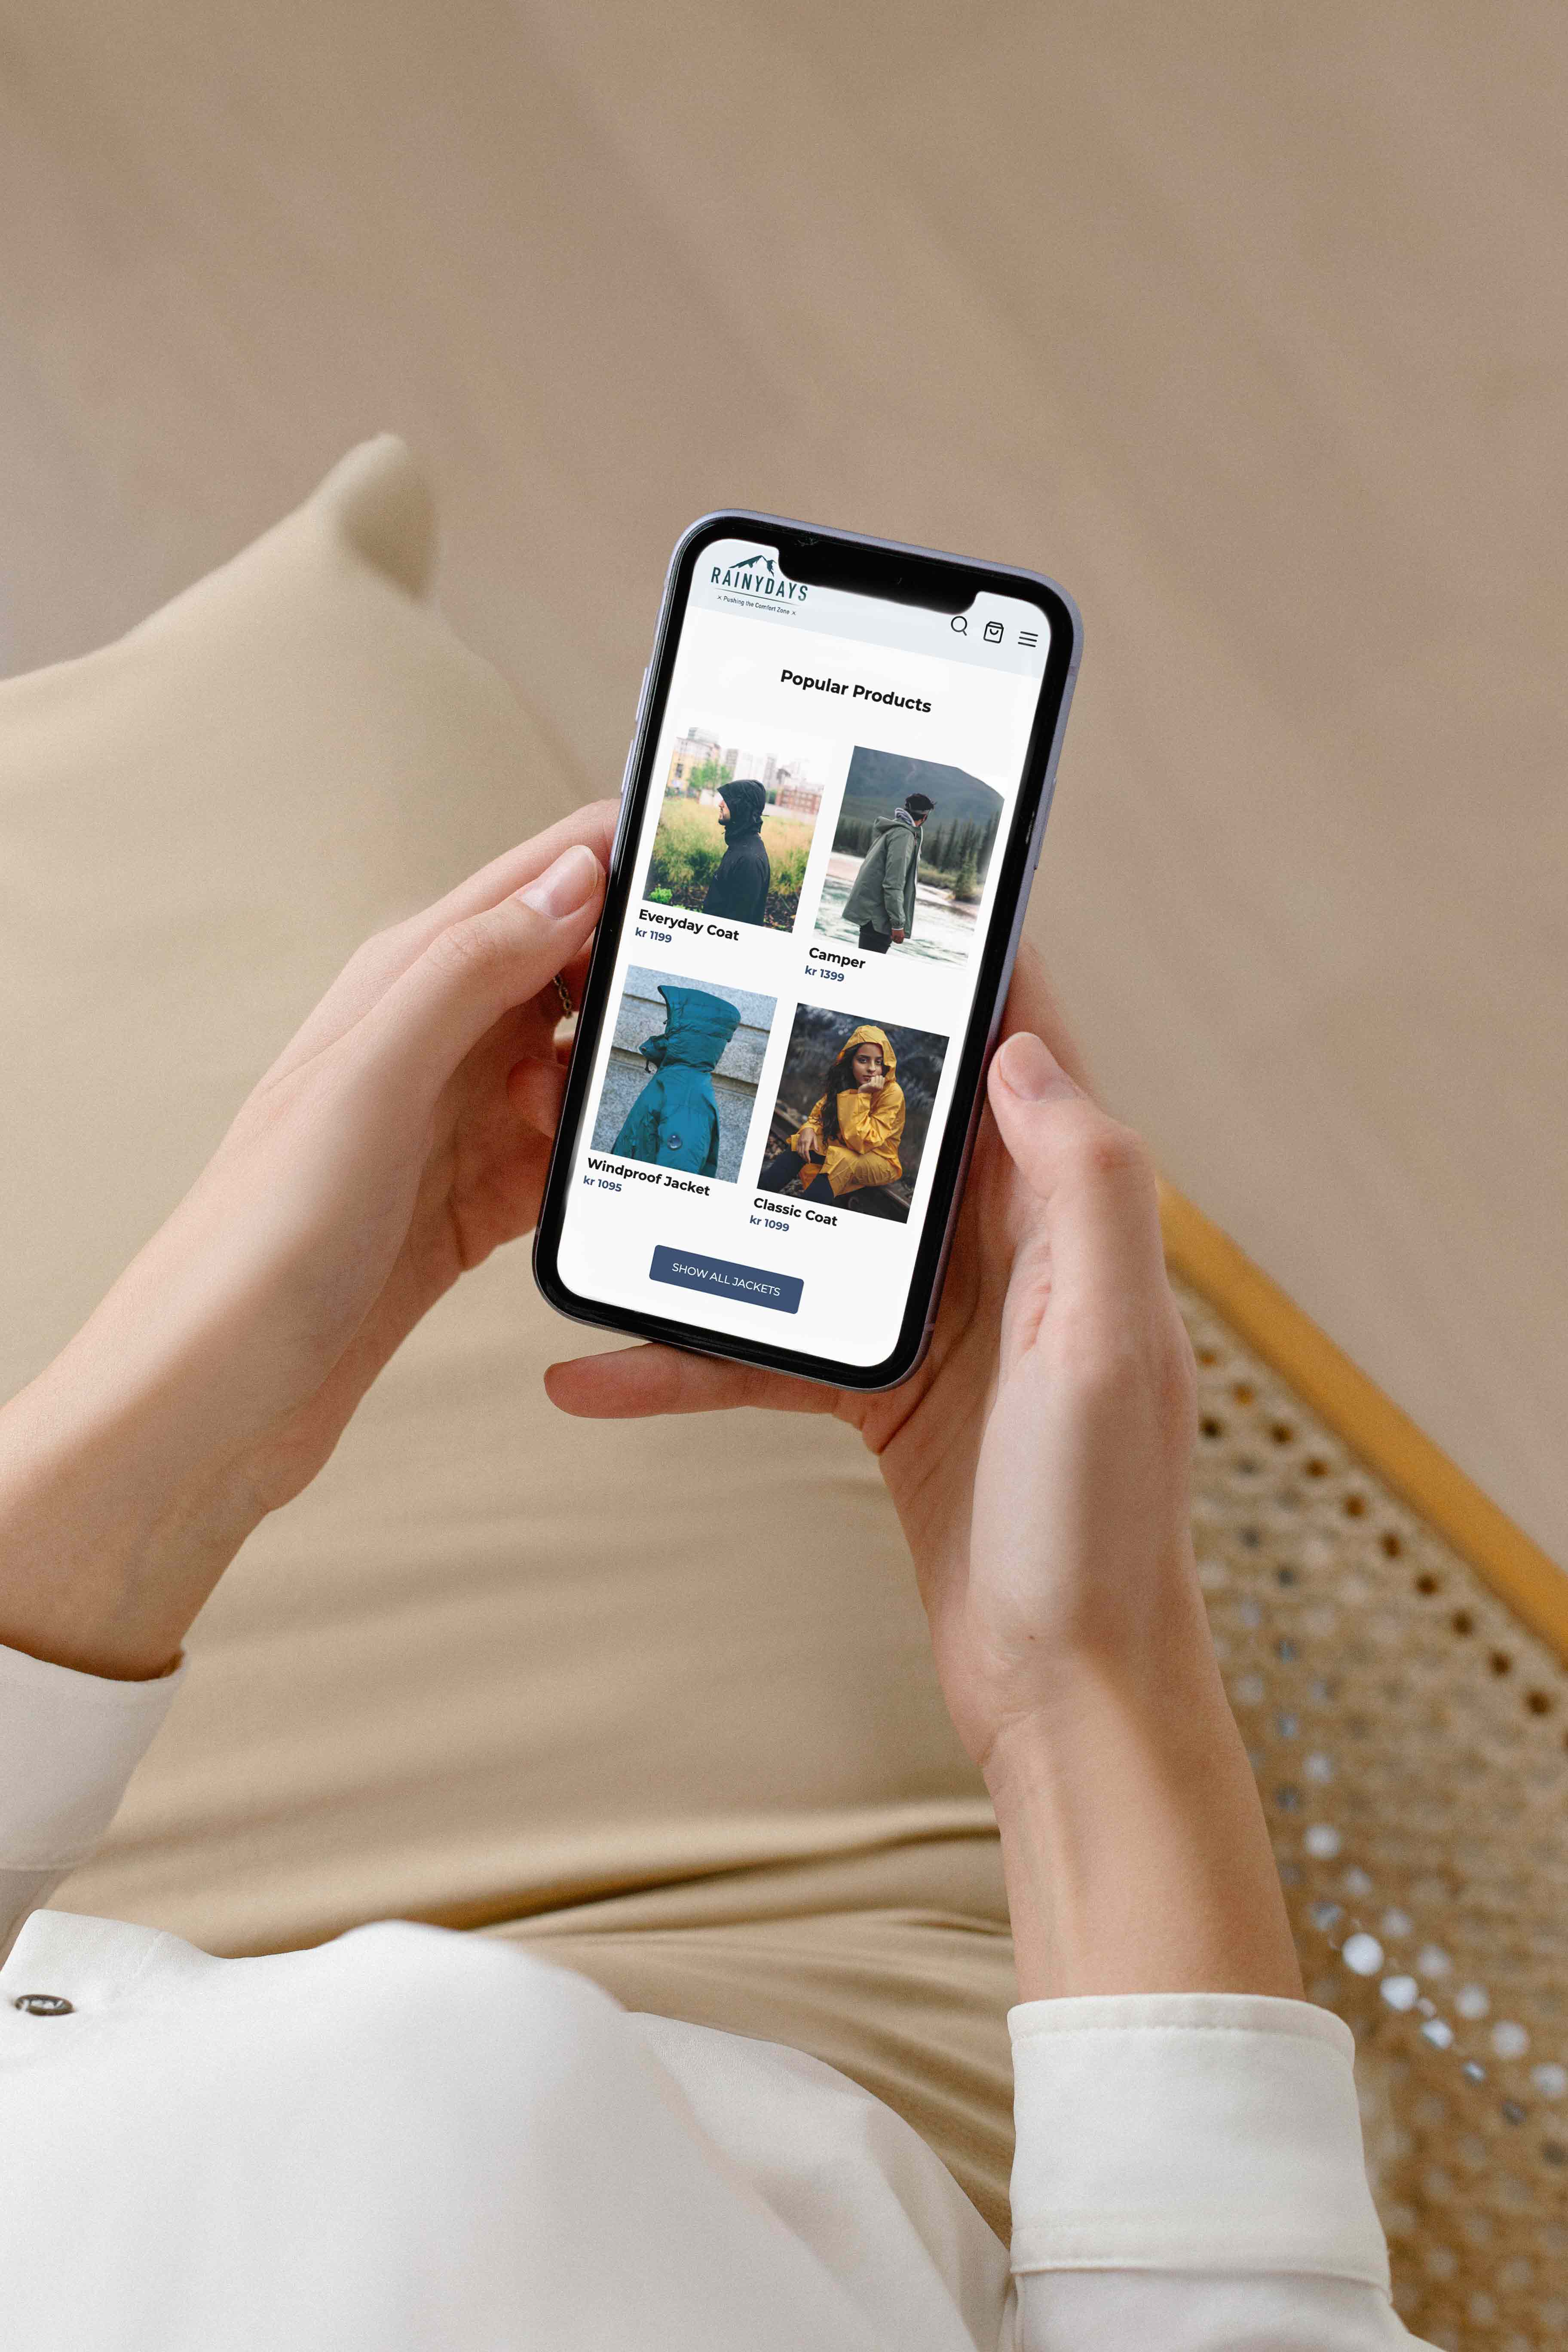 RAINYDAYS
× Pushing the Comfort Zone ×
Popular Products
Everyday Coat
kr 1199
Camper
kr 1399
Windproof Jacket
kr 1095
Classic Coat
kr 1099
SHOW ALL JACKETS